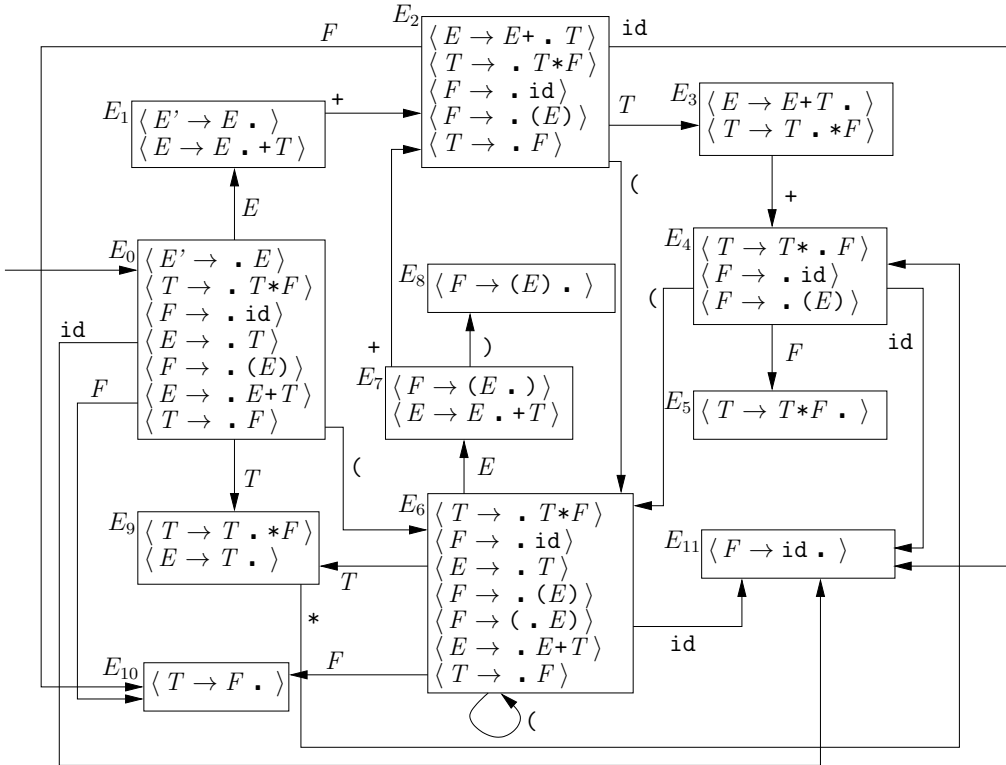 E2
F
id
⟨ E → E+ . T ⟩
⟨ T → . T*F ⟩
⟨ F → . id ⟩
⟨ F → . (E) ⟩
⟨ T → . F ⟩
E1
⟨ E' → E . ⟩
⟨ E → E . +T ⟩
+
T
E3
⟨ E → E+T . ⟩
⟨ T → T . *F ⟩
(
+
E
E0
⟨ E' → . E ⟩
⟨ T → . T*F ⟩
⟨ F → . id ⟩
⟨ E → . T ⟩
⟨ F → . (E) ⟩
⟨ E → . E+T ⟩
⟨ T → . F ⟩
id
F
E8
⟨ F → (E) . ⟩
E4
⟨ T → T* . F ⟩
⟨ F → . id ⟩
⟨ F → . (E) ⟩
(
id
+
)
F
E7
⟨ F → (E . ) ⟩
⟨ E → E . +T ⟩
E5
⟨ T → T*F . ⟩
T
(
E
E9
⟨ T → T . *F ⟩
⟨ E → T . ⟩
E6
⟨ T → . T*F ⟩
⟨ F → . id ⟩
⟨ E → . T ⟩
⟨ F → . (E) ⟩
⟨ F → ( . E) ⟩
⟨ E → . E+T ⟩
⟨ T → . F ⟩
E11
⟨ F → id . ⟩
T
*
id
F
E10
⟨ T → F . ⟩
(